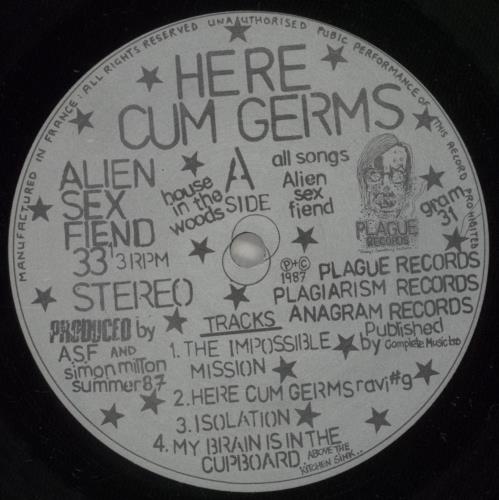 MANUFACTURED IN FRANCE: ALL RIGHTS RESERVED UNAUTHORISED PUBIC PERFORMANCE OF THIS RECORD PROHIBITED
HERE
CUM GERMS
ALIEN
SEX
FIEND
33⅓ RPM
STEREO
house
in the
woods
A
SIDE
all songs
Alien
sex
fiend
PLAGUE
RECORDS
gram
31
℗+©
1987
PLAGUE RECORDS
PLAGIARISM RECORDS
ANAGRAM RECORDS
Published
by Complete Music Ltd
PRODUCED by
ASF AND
simon milton
summer 87
TRACKS
1. THE IMPOSSIBLE
MISSION
2. HERE CUM GERMS ravi#g
3. ISOLATION
4. MY BRAIN IS IN THE
CUPBOARD ABOVE THE
KITCHEN SINK..